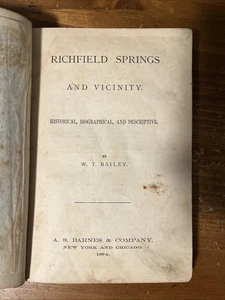 RICHFIELD SPRINGS
AND VICINITY.
HISTORICAL, BIOGRAPHICAL, AND DESCRIPTIVE.
BY
W. T. BAILEY.
A. S. BARNES & COMPANY,
NEW YORK AND CHICAGO.
1874.